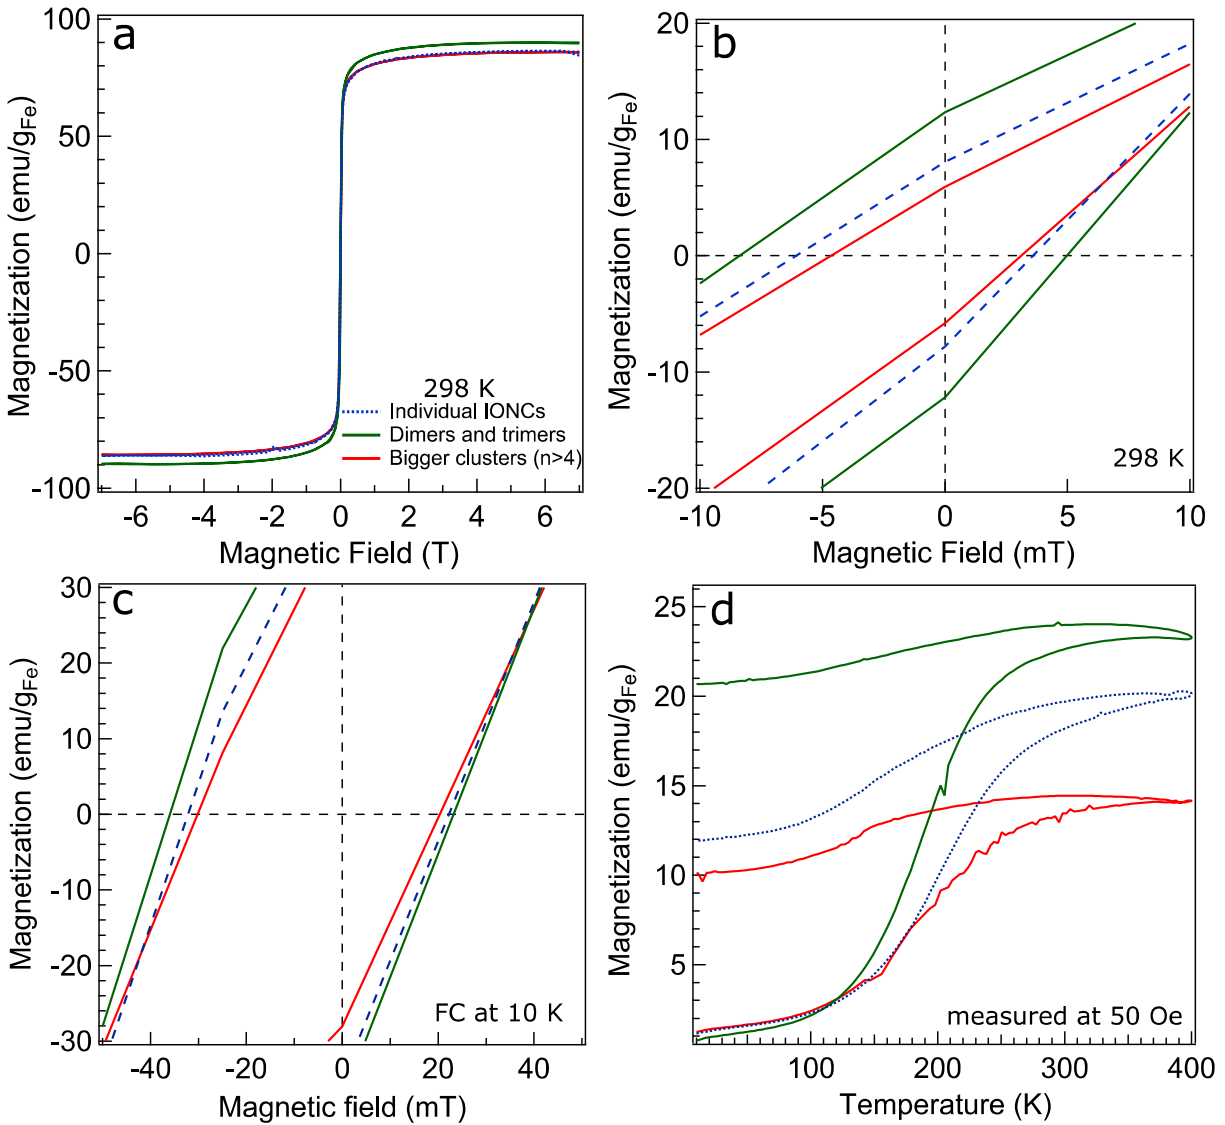 a
100
50
0
-50
-100
Magnetization (emu/gFe)
298 K
Individual IONCs
Dimers and trimers
Bigger clusters (n>4)
-6 -4 -2 0 2 4 6
Magnetic Field (T)
b
20
10
0
-10
-20
Magnetization (emu/gFe)
298 K
-10 -5 0 5 10
Magnetic Field (mT)
c
30
20
10
0
-10
-20
-30
Magnetization (emu/gFe)
FC at 10 K
-40 -20 0 20 40
Magnetic field (mT)
d
25
20
15
10
5
Magnetization (emu/gFe)
measured at 50 Oe
100 200 300 400
Temperature (K)